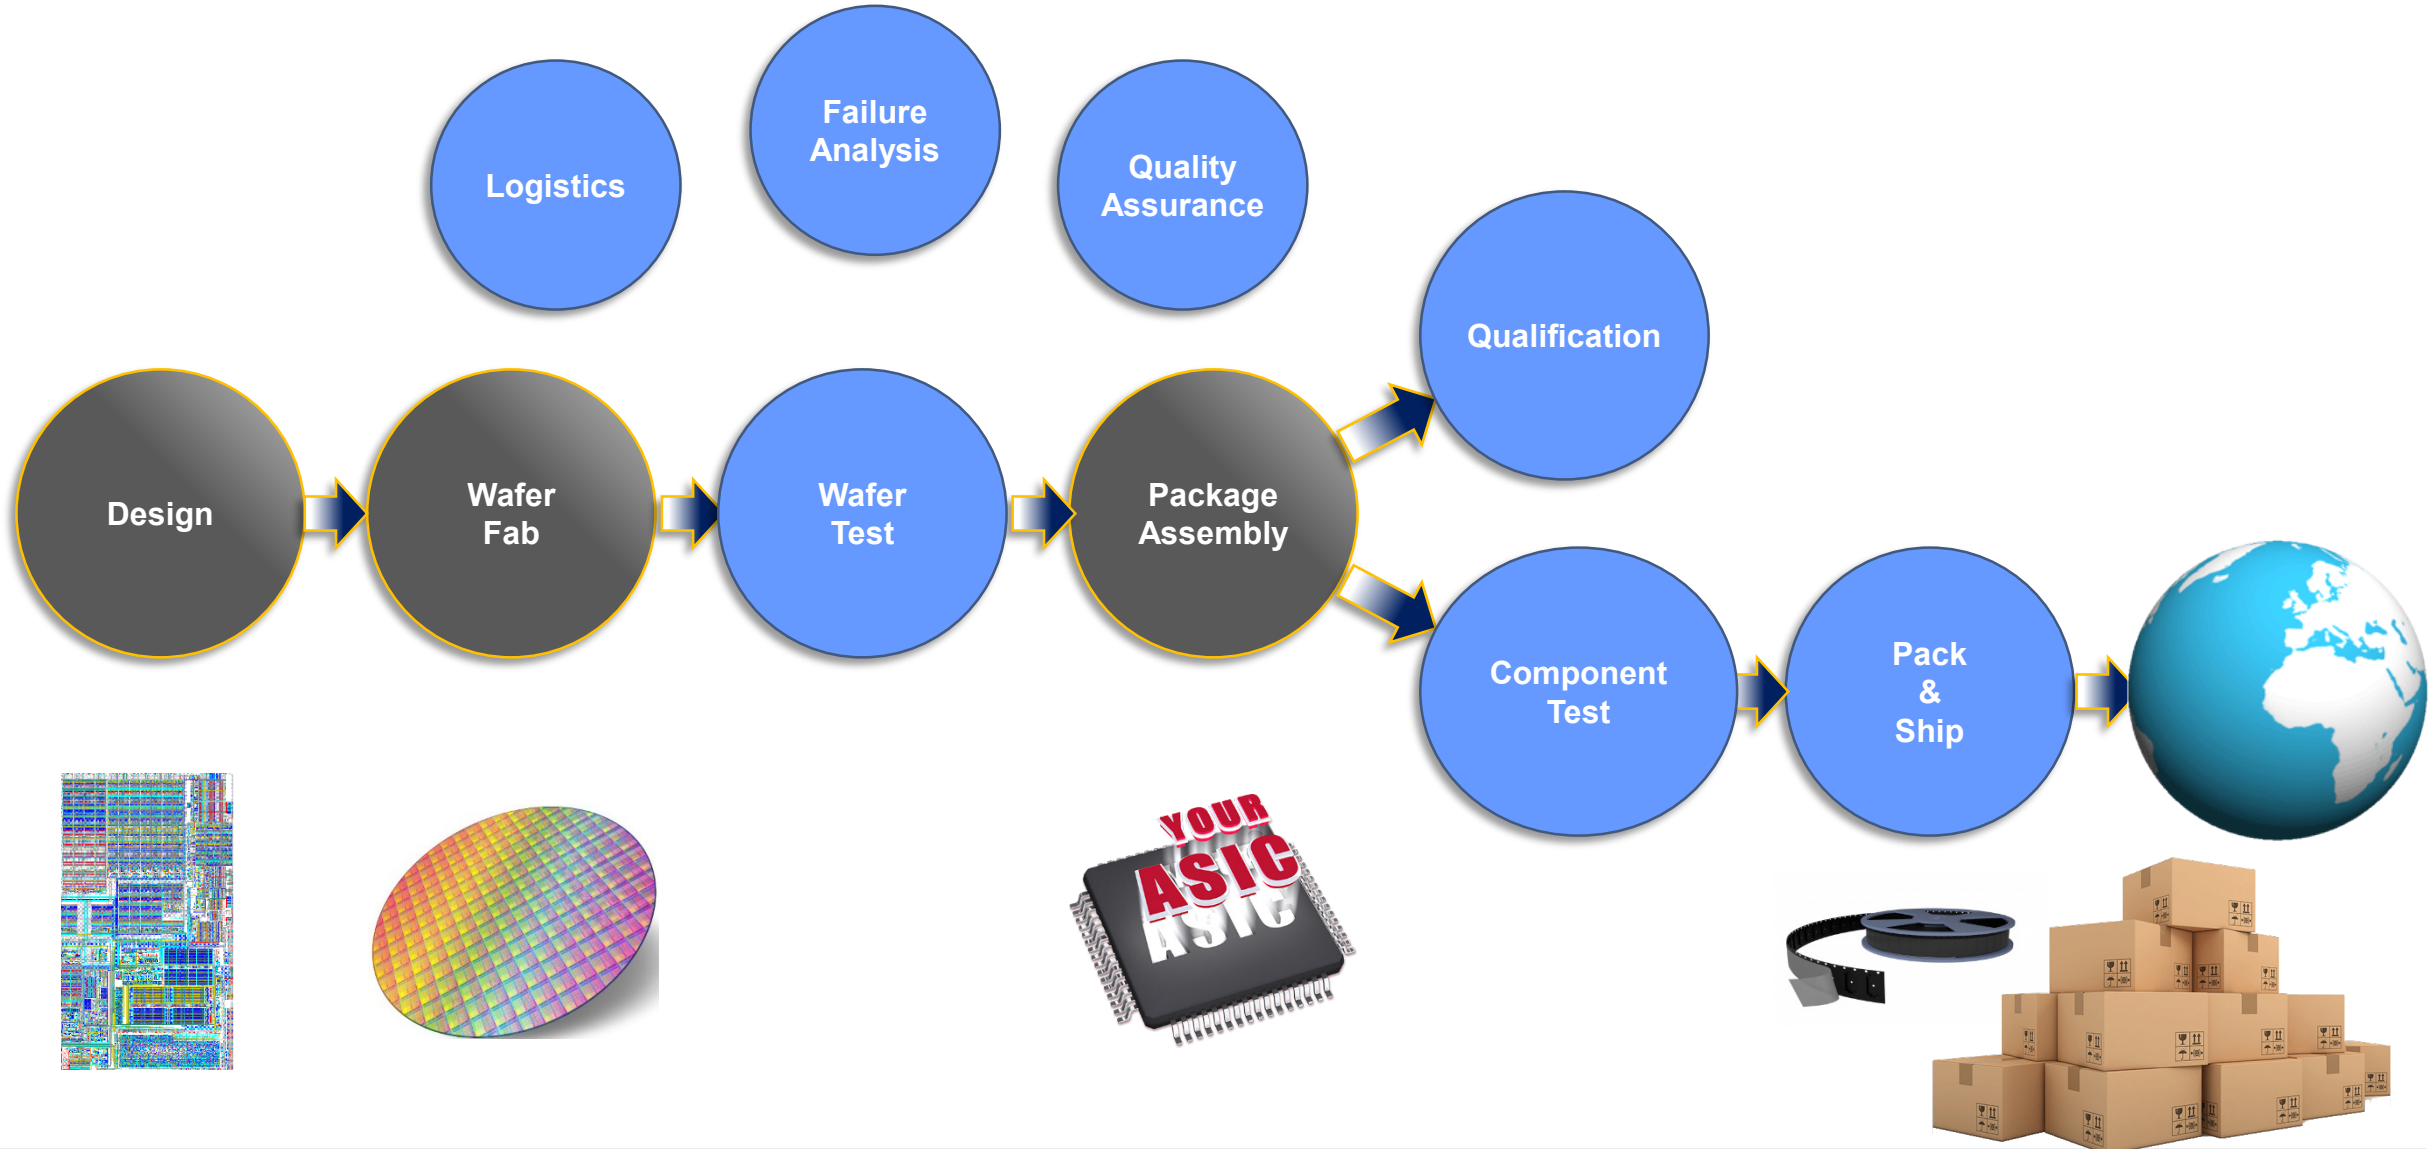 Failure
Analysis
Logistics
Quality
Assurance
Qualification
Design
Wafer
Fab
Wafer
Test
Package
Assembly
Component
Test
Pack
&
Ship
YOUR
ASIC
ASIC